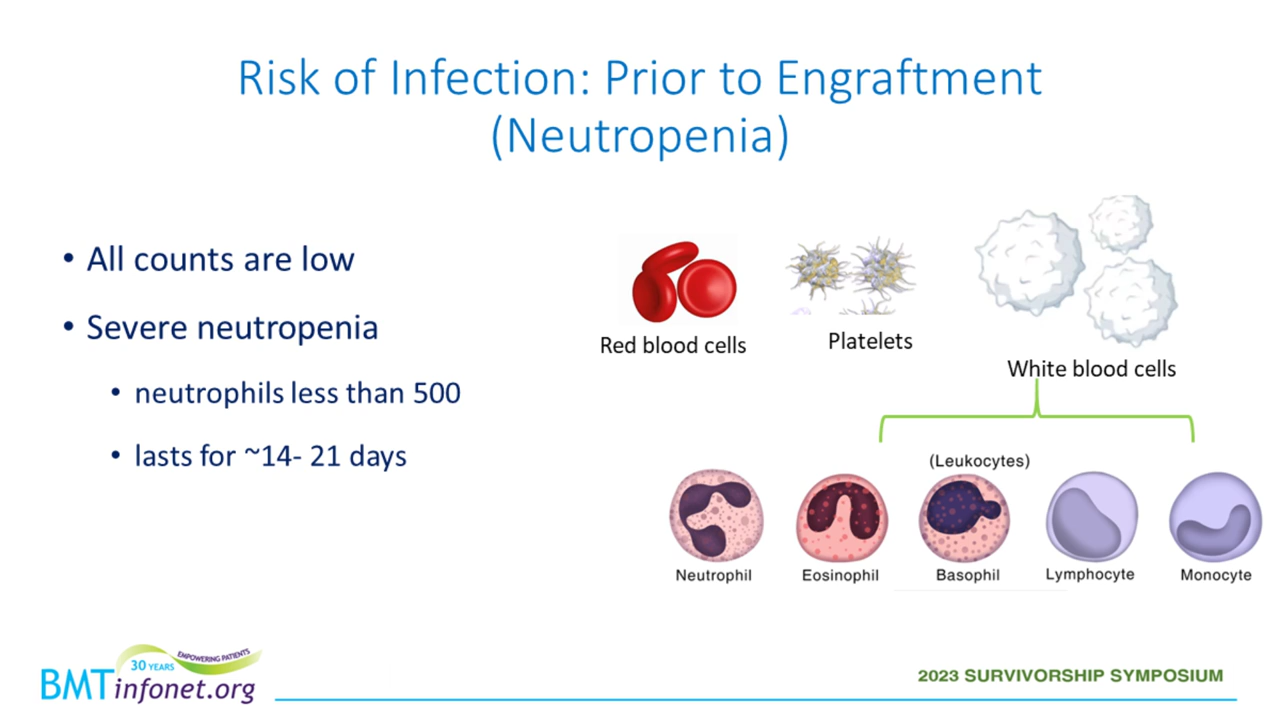 Risk of Infection: Prior to Engraftment
(Neutropenia)
• All counts are low
• Severe neutropenia
• neutrophils less than 500
• lasts for ~14- 21 days
Red blood cells
Platelets
White blood cells
(Leukocytes)
Neutrophil
Eosinophil
Basophil
Lymphocyte
Monocyte
30 YEARS
EMPOWERING PATIENTS
BMTinfonet.org
2023 SURVIVORSHIP SYMPOSIUM